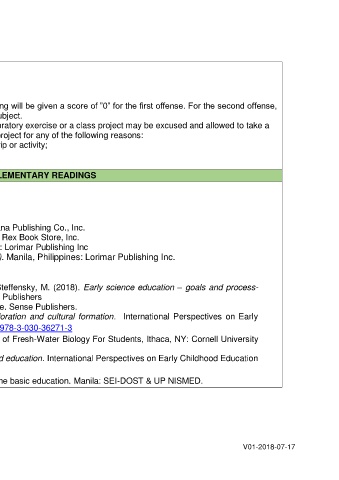 ng will be given a score of "0" for the first offense. For the second offense,
ubject.
oratory exercise or a class project may be excused and allowed to take a
project for any of the following reasons:
rip or activity;
LEMENTARY READINGS
na Publishing Co., Inc.
Rex Book Store, Inc.
: Lorimar Publishing Inc
). Manila, Philippines: Lorimar Publishing Inc.
Steffensky, M. (2018). Early science education – goals and process-
Publishers
e. Sense Publishers.
oration and cultural formation. International Perspectives on Early
978-3-030-36271-3
of Fresh-Water Biology For Students, Ithaca, NY: Cornell University
d education. International Perspectives on Early Childhood Education
he basic education. Manila: SEI-DOST & UP NISMED.
V01-2018-07-17